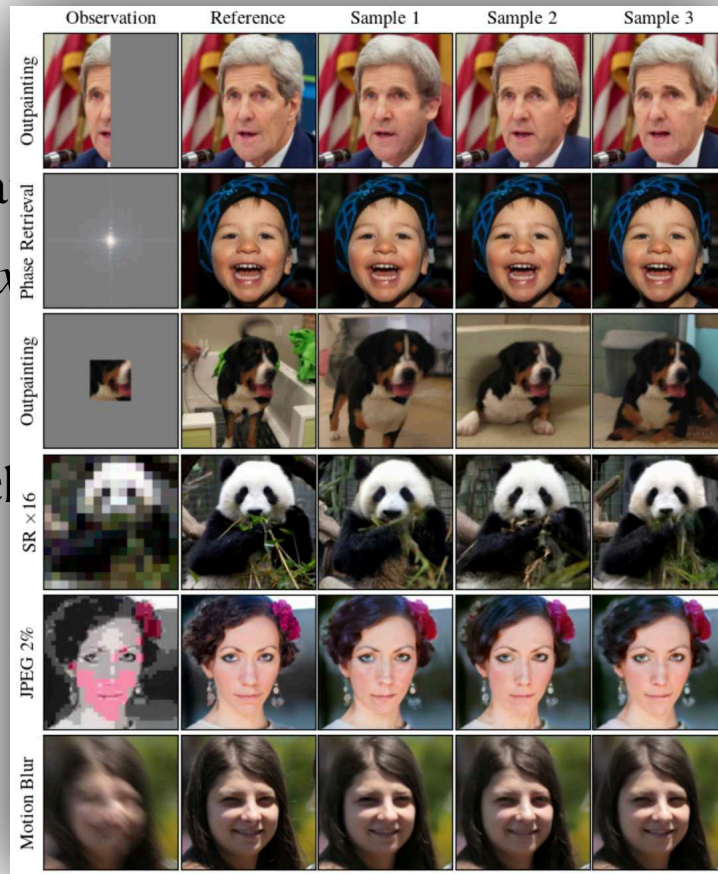 Observation Reference Sample 1 Sample 2 Sample 3
Outpainting
Phase Retrieval
Outpainting
SR ×16
JPEG 2%
Motion Blur